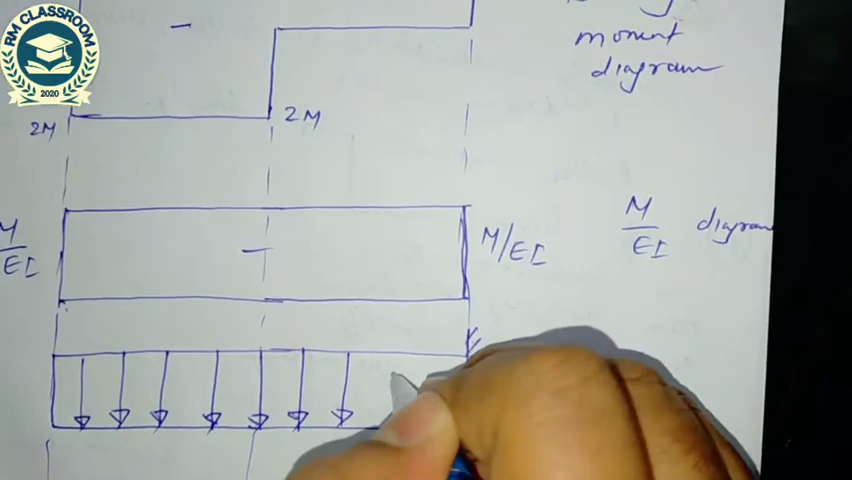 RM CLASSROOM
2020
moment
diagram
2M
2M
M/EI
M/EI
M/EI diagram